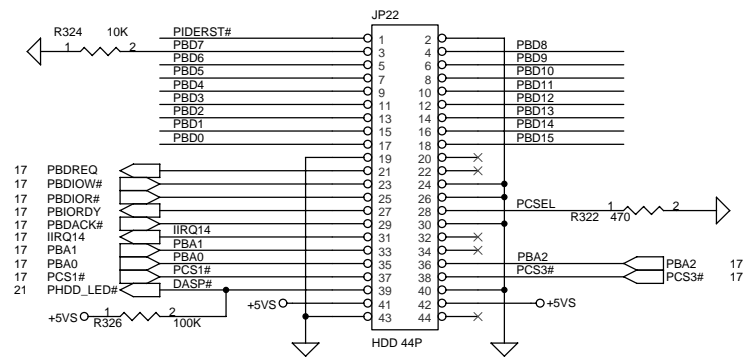 JP22
R324 10K
1 2
PIDERST# 1 2
PBD7 3 4 PBD8
PBD6 5 6 PBD9
PBD5 7 8 PBD10
PBD4 9 10 PBD11
PBD3 11 12 PBD12
PBD2 13 14 PBD13
PBD1 15 16 PBD14
PBD0 17 18 PBD15
19 20
17 PBDREQ 21 22
17 PBDIOW# 23 24
17 PBDIOR# 25 26
17 PBIORDY 27 28 PCSEL 1 2
R322 470
17 PBDACK# 29 30
17 IIRQ14 IIRQ14 31 32
17 PBA1 PBA1 33 34
17 PBA0 PBA0 35 36 PBA2 PBA2 17
17 PCS1# PCS1# 37 38 PCS3# PCS3# 17
21 PHDD_LED# DASP# 39 40
41 42 +5VS
+5VS 1 2 43 44
R326 100K
+5VS
HDD 44P